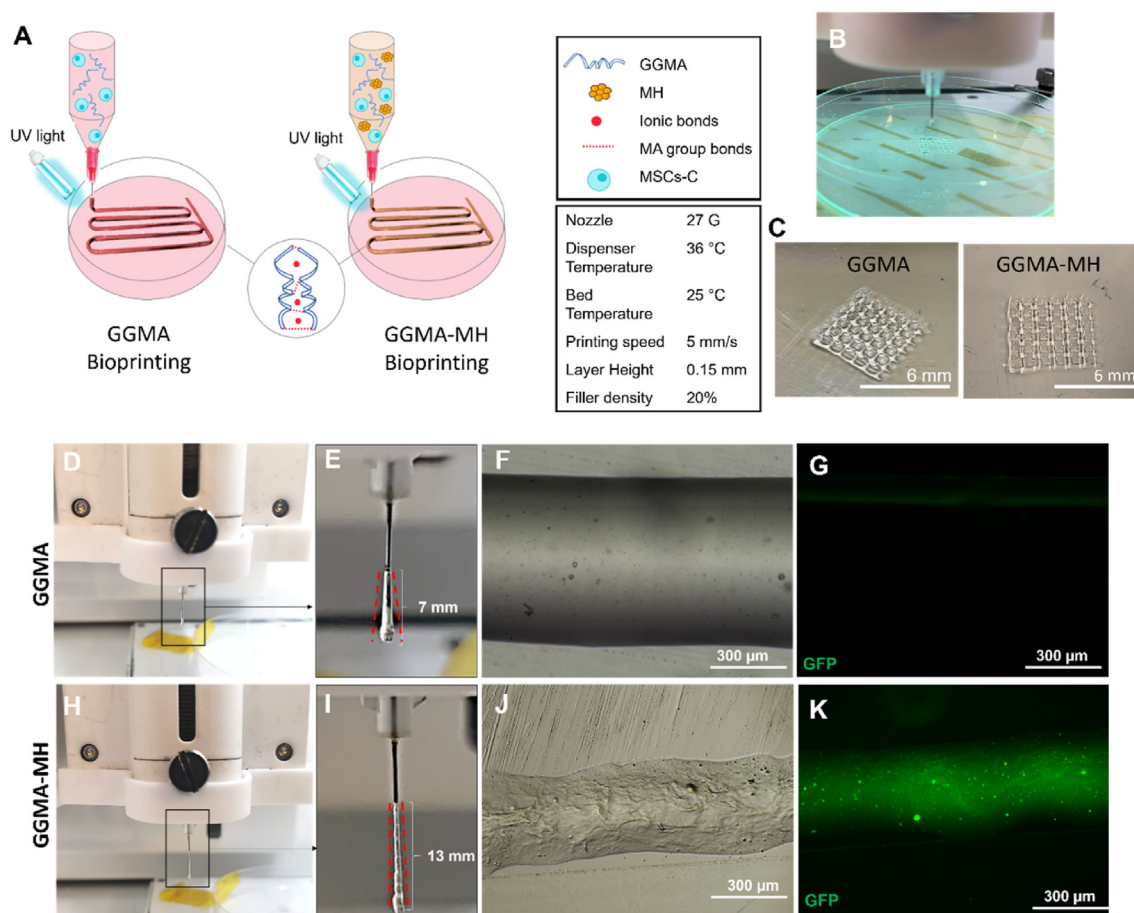 A
UV light
UV light
GGMA
Bioprinting
GGMA-MH
Bioprinting
GGMA
MH
Ionic bonds
MA group bonds
MSCs-C
Nozzle 27 G
Dispenser 36 °C
Temperature
Bed 25 °C
Temperature
Printing speed 5 mm/s
Layer Height 0.15 mm
Filler density 20%
B
C
GGMA
6 mm
GGMA-MH
6 mm
GGMA
D
E
7 mm
F
300 µm
G
GFP
300 µm
GGMA-MH
H
I
13 mm
J
300 µm
K
GFP
300 µm